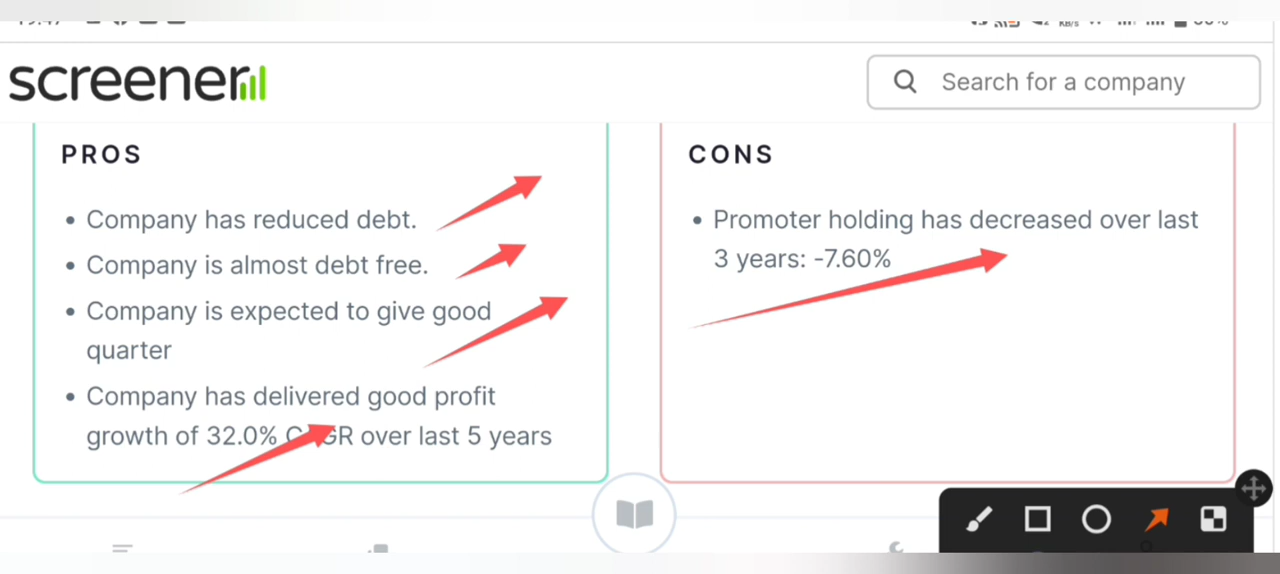 screener
Search for a company
PROS
• Company has reduced debt.
• Company is almost debt free.
• Company is expected to give good
quarter
• Company has delivered good profit
growth of 32.0% CAGR over last 5 years
CONS
• Promoter holding has decreased over last
3 years: -7.60%